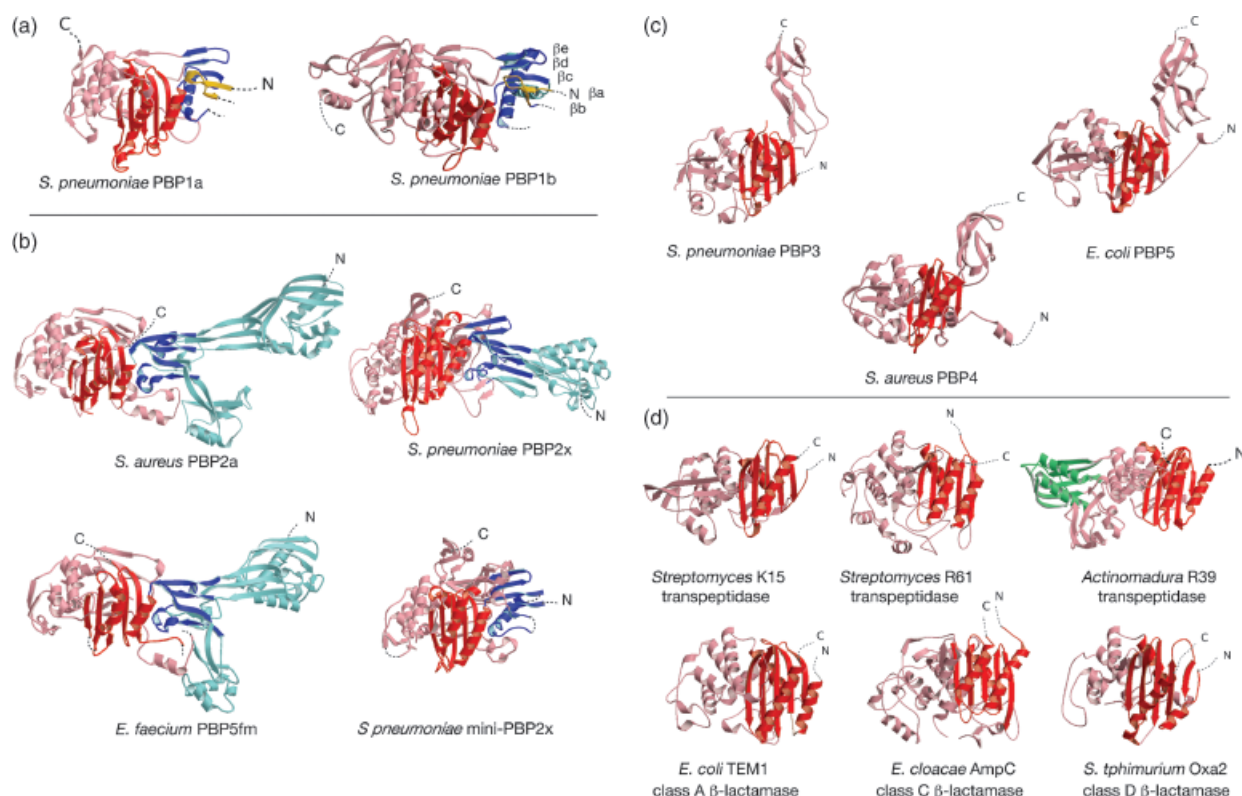 (a)
C
N
S. pneumoniae PBP1a
βe
βd
βc
N βa
βb
C
S. pneumoniae PBP1b
(b)
N
C
S. aureus PBP2a
C
N
S. pneumoniae PBP2x
N
C
E. faecium PBP5fm
C
N
S pneumoniae mini-PBP2x
(c)
C
N
S. pneumoniae PBP3
C
N
E. coli PBP5
C
N
S. aureus PBP4
(d)
C
N
Streptomyces K15
transpeptidase
N
C
Streptomyces R61
transpeptidase
C
N
Actinomadura R39
transpeptidase
C
N
E. coli TEM1
class A β-lactamase
C
N
E. cloacae AmpC
class C β-lactamase
C
N
S. tphimurium Oxa2
class D β-lactamase